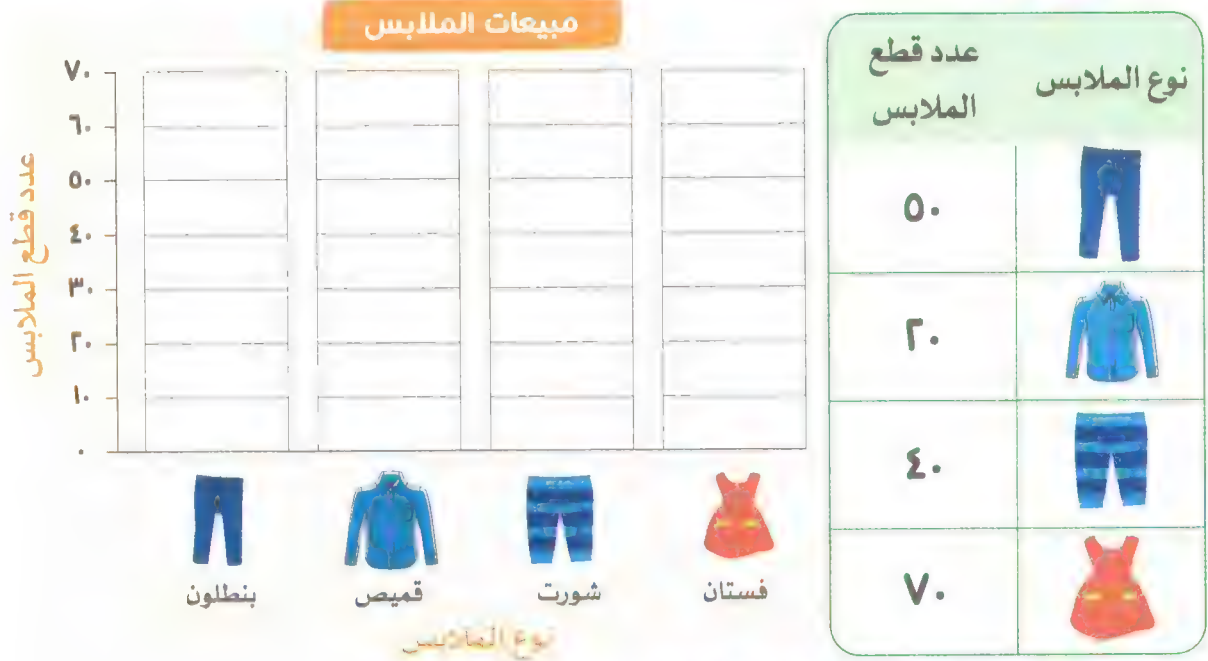 مبيعات الملابس
عدد قطع الملابس
٧٠
٦٠
٥٠
٤٠
٣٠
٢٠
١٠
٠
بنطلون
قميص
شورت
فستان
نوع الملابس
نوع الملابس
عدد قطع
الملابس
٥٠
٢٠
٤٠
٧٠